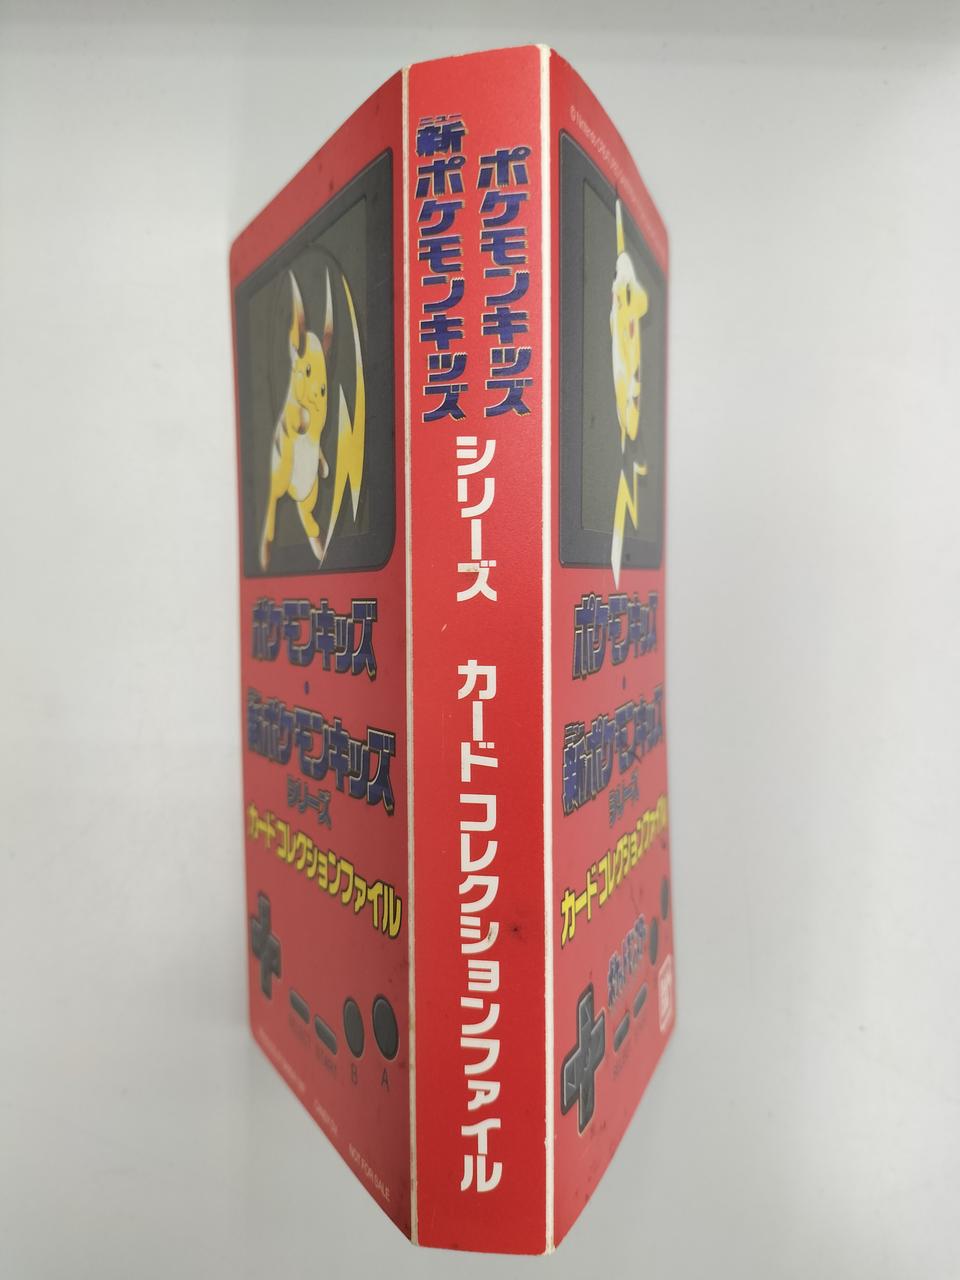 新ポケモンキッズ
ニュー
ポケモンキッズ
シリーズ カードコレクションファイル
ポケモンキッズ
・
新ポケモンキッズ
シリーズ
カードコレクションファイル
B A
NOT FOR SALE
ポケモンキッズ
・
ニュー
新ポケモンキッズ
シリーズ
カードコレクションファイル